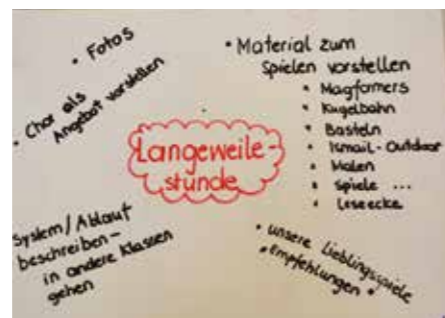 • Fotos
• Chor als
Angebot vorstellen
• Material zum
Spielen vorstellen
• Magformers
• Kugelbahn
• Basteln
• Ismail-Outdoor
• Malen
• Spiele ...
• Leseecke
Langeweile-
stunde
System/Ablauf
beschreiben -
in andere Klassen
gehen
• unsere Lieblingsspiele
• Empfehlungen •